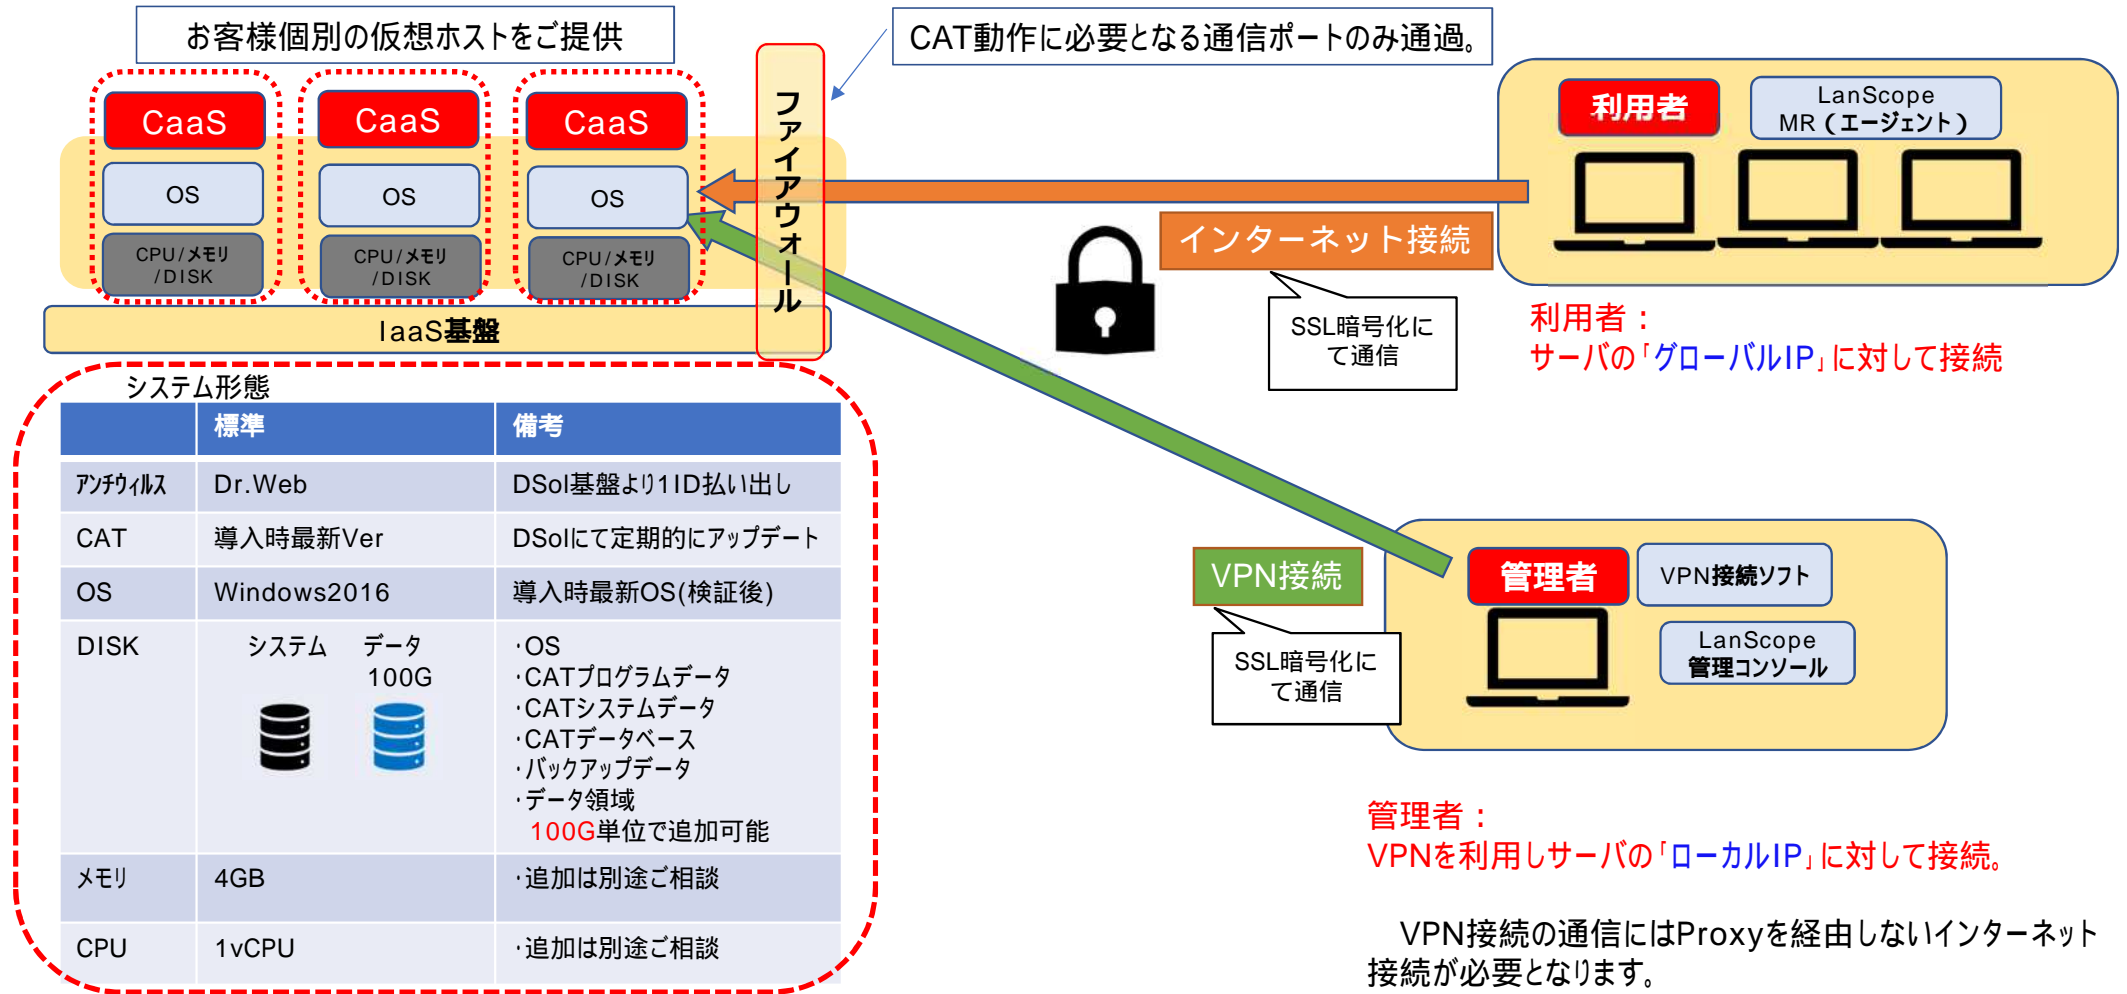 お客様個別の仮想ホストをご提供
CAT動作に必要となる通信ポートのみ通過。
CaaS
CaaS
CaaS
OS
OS
OS
CPU/メモリ
/DISK
CPU/メモリ
/DISK
CPU/メモリ
/DISK
IaaS基盤
ファイアウォール
利用者
LanScope
MR（エージェント）
インターネット接続
SSL暗号化に
て通信
利用者：
サーバの「グローバルIP」に対して接続
VPN接続
SSL暗号化に
て通信
管理者
VPN接続ソフト
LanScope
管理コンソール
管理者：
VPNを利用しサーバの「ローカルIP」に対して接続。
VPN接続の通信にはProxyを経由しないインターネット
接続が必要となります。
システム形態
標準 備考
アンチウィルス Dr.Web DSol基盤より1ID払い出し
CAT 導入時最新Ver DSolにて定期的にアップデート
OS Windows2016 導入時最新OS(検証後)
DISK システム データ
100G
・OS
・CATプログラムデータ
・CATシステムデータ
・CATデータベース
・バックアップデータ
・データ領域
100G単位で追加可能
メモリ 4GB ・追加は別途ご相談
CPU 1vCPU ・追加は別途ご相談